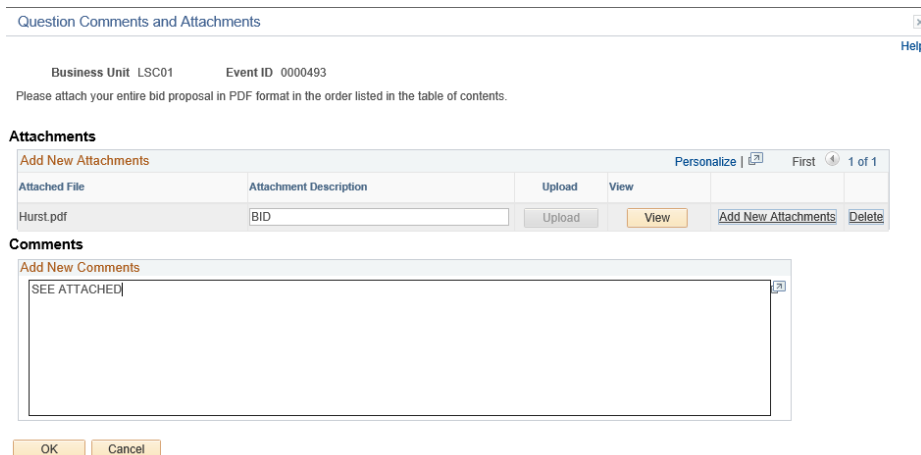 Question Comments and Attachments
Help
Business Unit LSC01 Event ID 0000493
Please attach your entire bid proposal in PDF format in the order listed in the table of contents.
Attachments
Add New Attachments Personalize | First 1 of 1
Attached File Attachment Description Upload View
Hurst.pdf BID Upload View Add New Attachments Delete
Comments
Add New Comments
SEE ATTACHED
OK Cancel